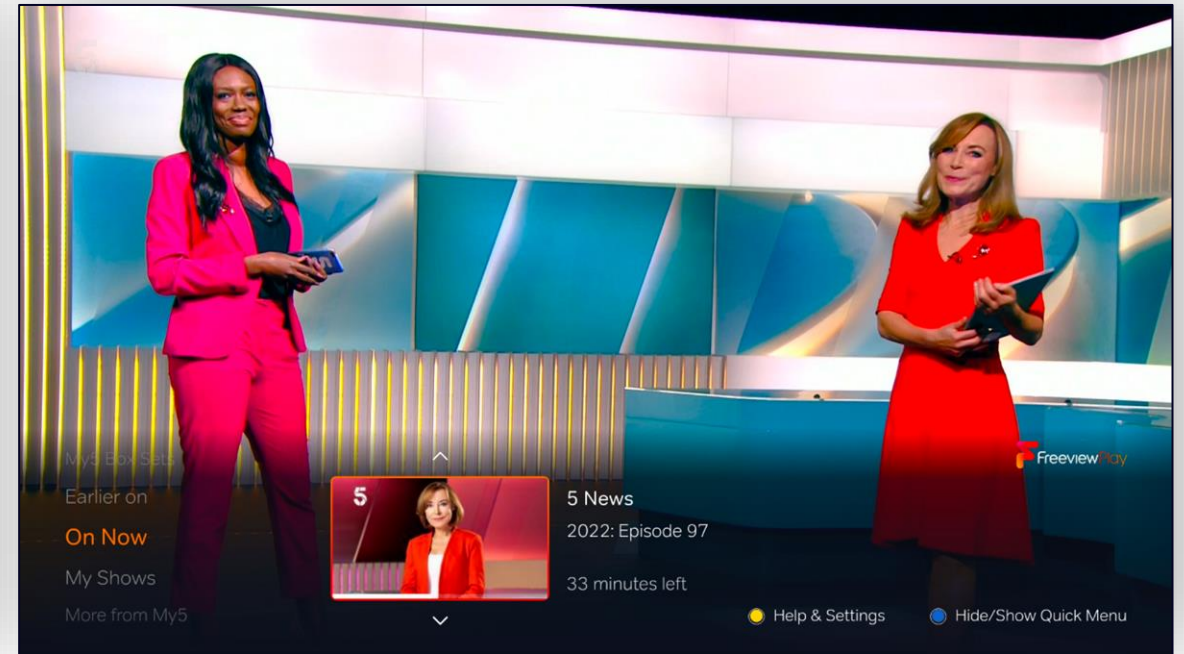 My5 Box Sets
Earlier on
On Now
My Shows
More from My5
5
5 News
2022: Episode 97
33 minutes left
Freeview Play
Help & Settings
Hide/Show Quick Menu